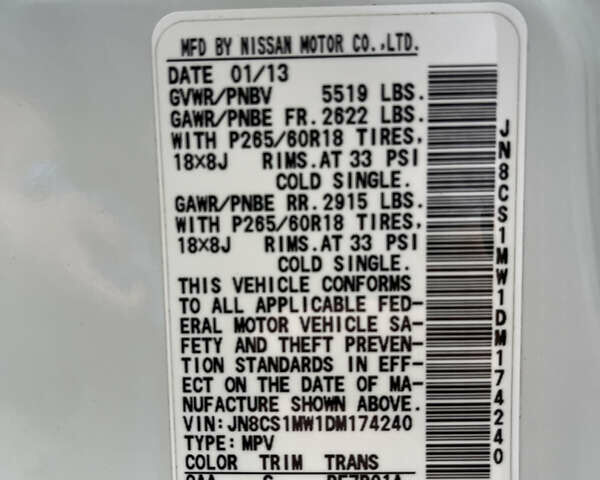 MFD BY NISSAN MOTOR CO.,LTD.
DATE 01/13
GVWR/PNBV 5519 LBS.
GAWR/PNBE FR.2622 LBS.
WITH P265/60R18 TIRES,
18X8J RIMS.AT 33 PSI
COLD SINGLE.
GAWR/PNBE RR.2915 LBS.
WITH P265/60R18 TIRES,
18X8J RIMS.AT 33 PSI
COLD SINGLE.
THIS VEHICLE CONFORMS
TO ALL APPLICABLE FED-
ERAL MOTOR VEHICLE SA-
FETY AND THEFT PREVEN-
TION STANDARDS IN EFF-
ECT ON THE DATE OF MA-
NUFACTURE SHOWN ABOVE.
VIN:JN8CS1MW1DM174240
TYPE:MPV
COLOR TRIM TRANS
JN8CS1MW1DM174240